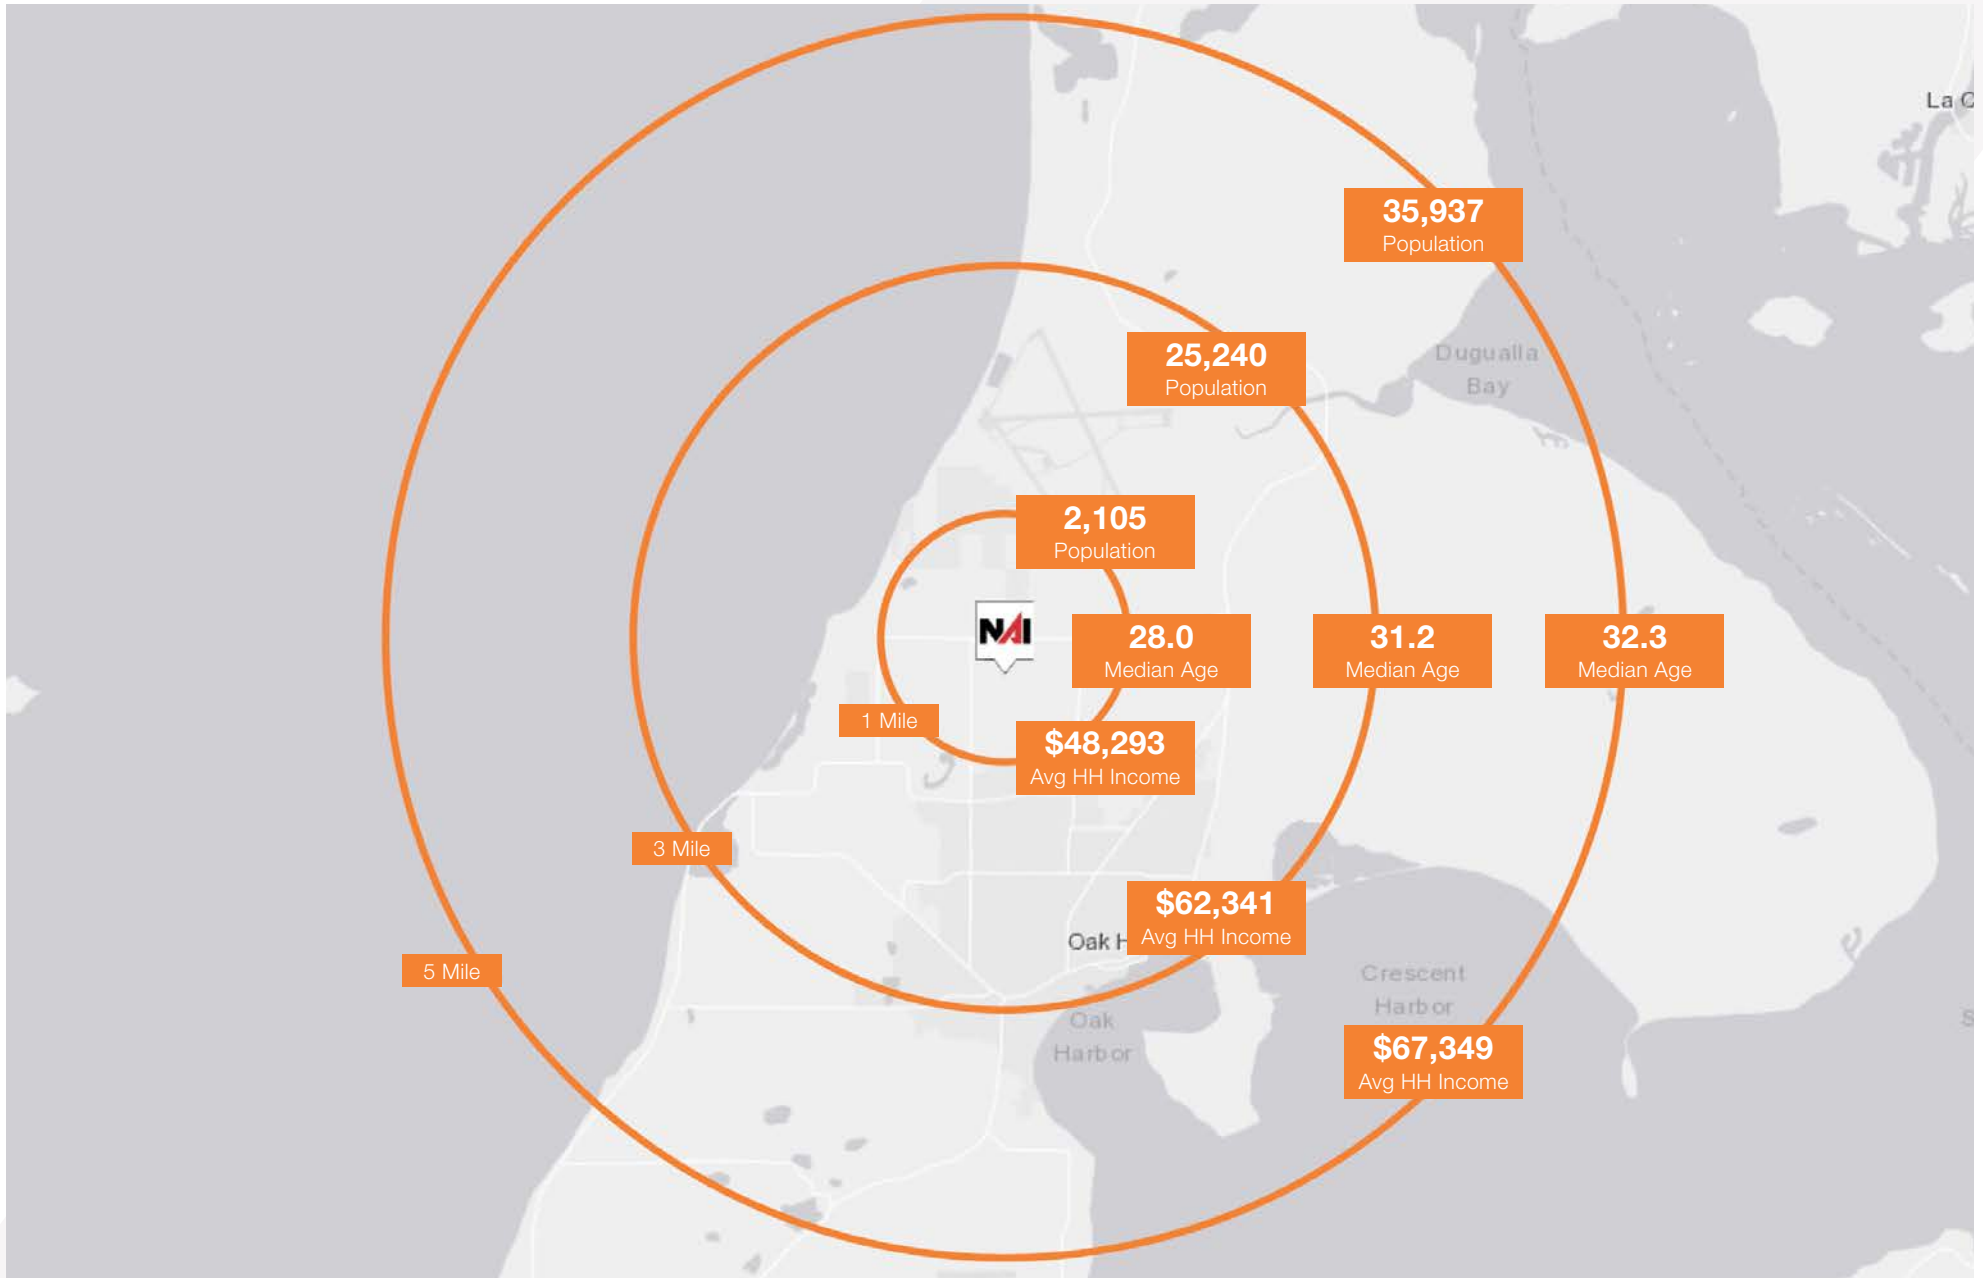 La C
35,937
Population
25,240
Population
Dugualla
Bay
2,105
Population
NAI
28.0
Median Age
31.2
Median Age
32.3
Median Age
1 Mile
$48,293
Avg HH Income
3 Mile
$62,341
Avg HH Income
Oak H
5 Mile
Crescent
Harbor
Oak
Harbor
S
$67,349
Avg HH Income